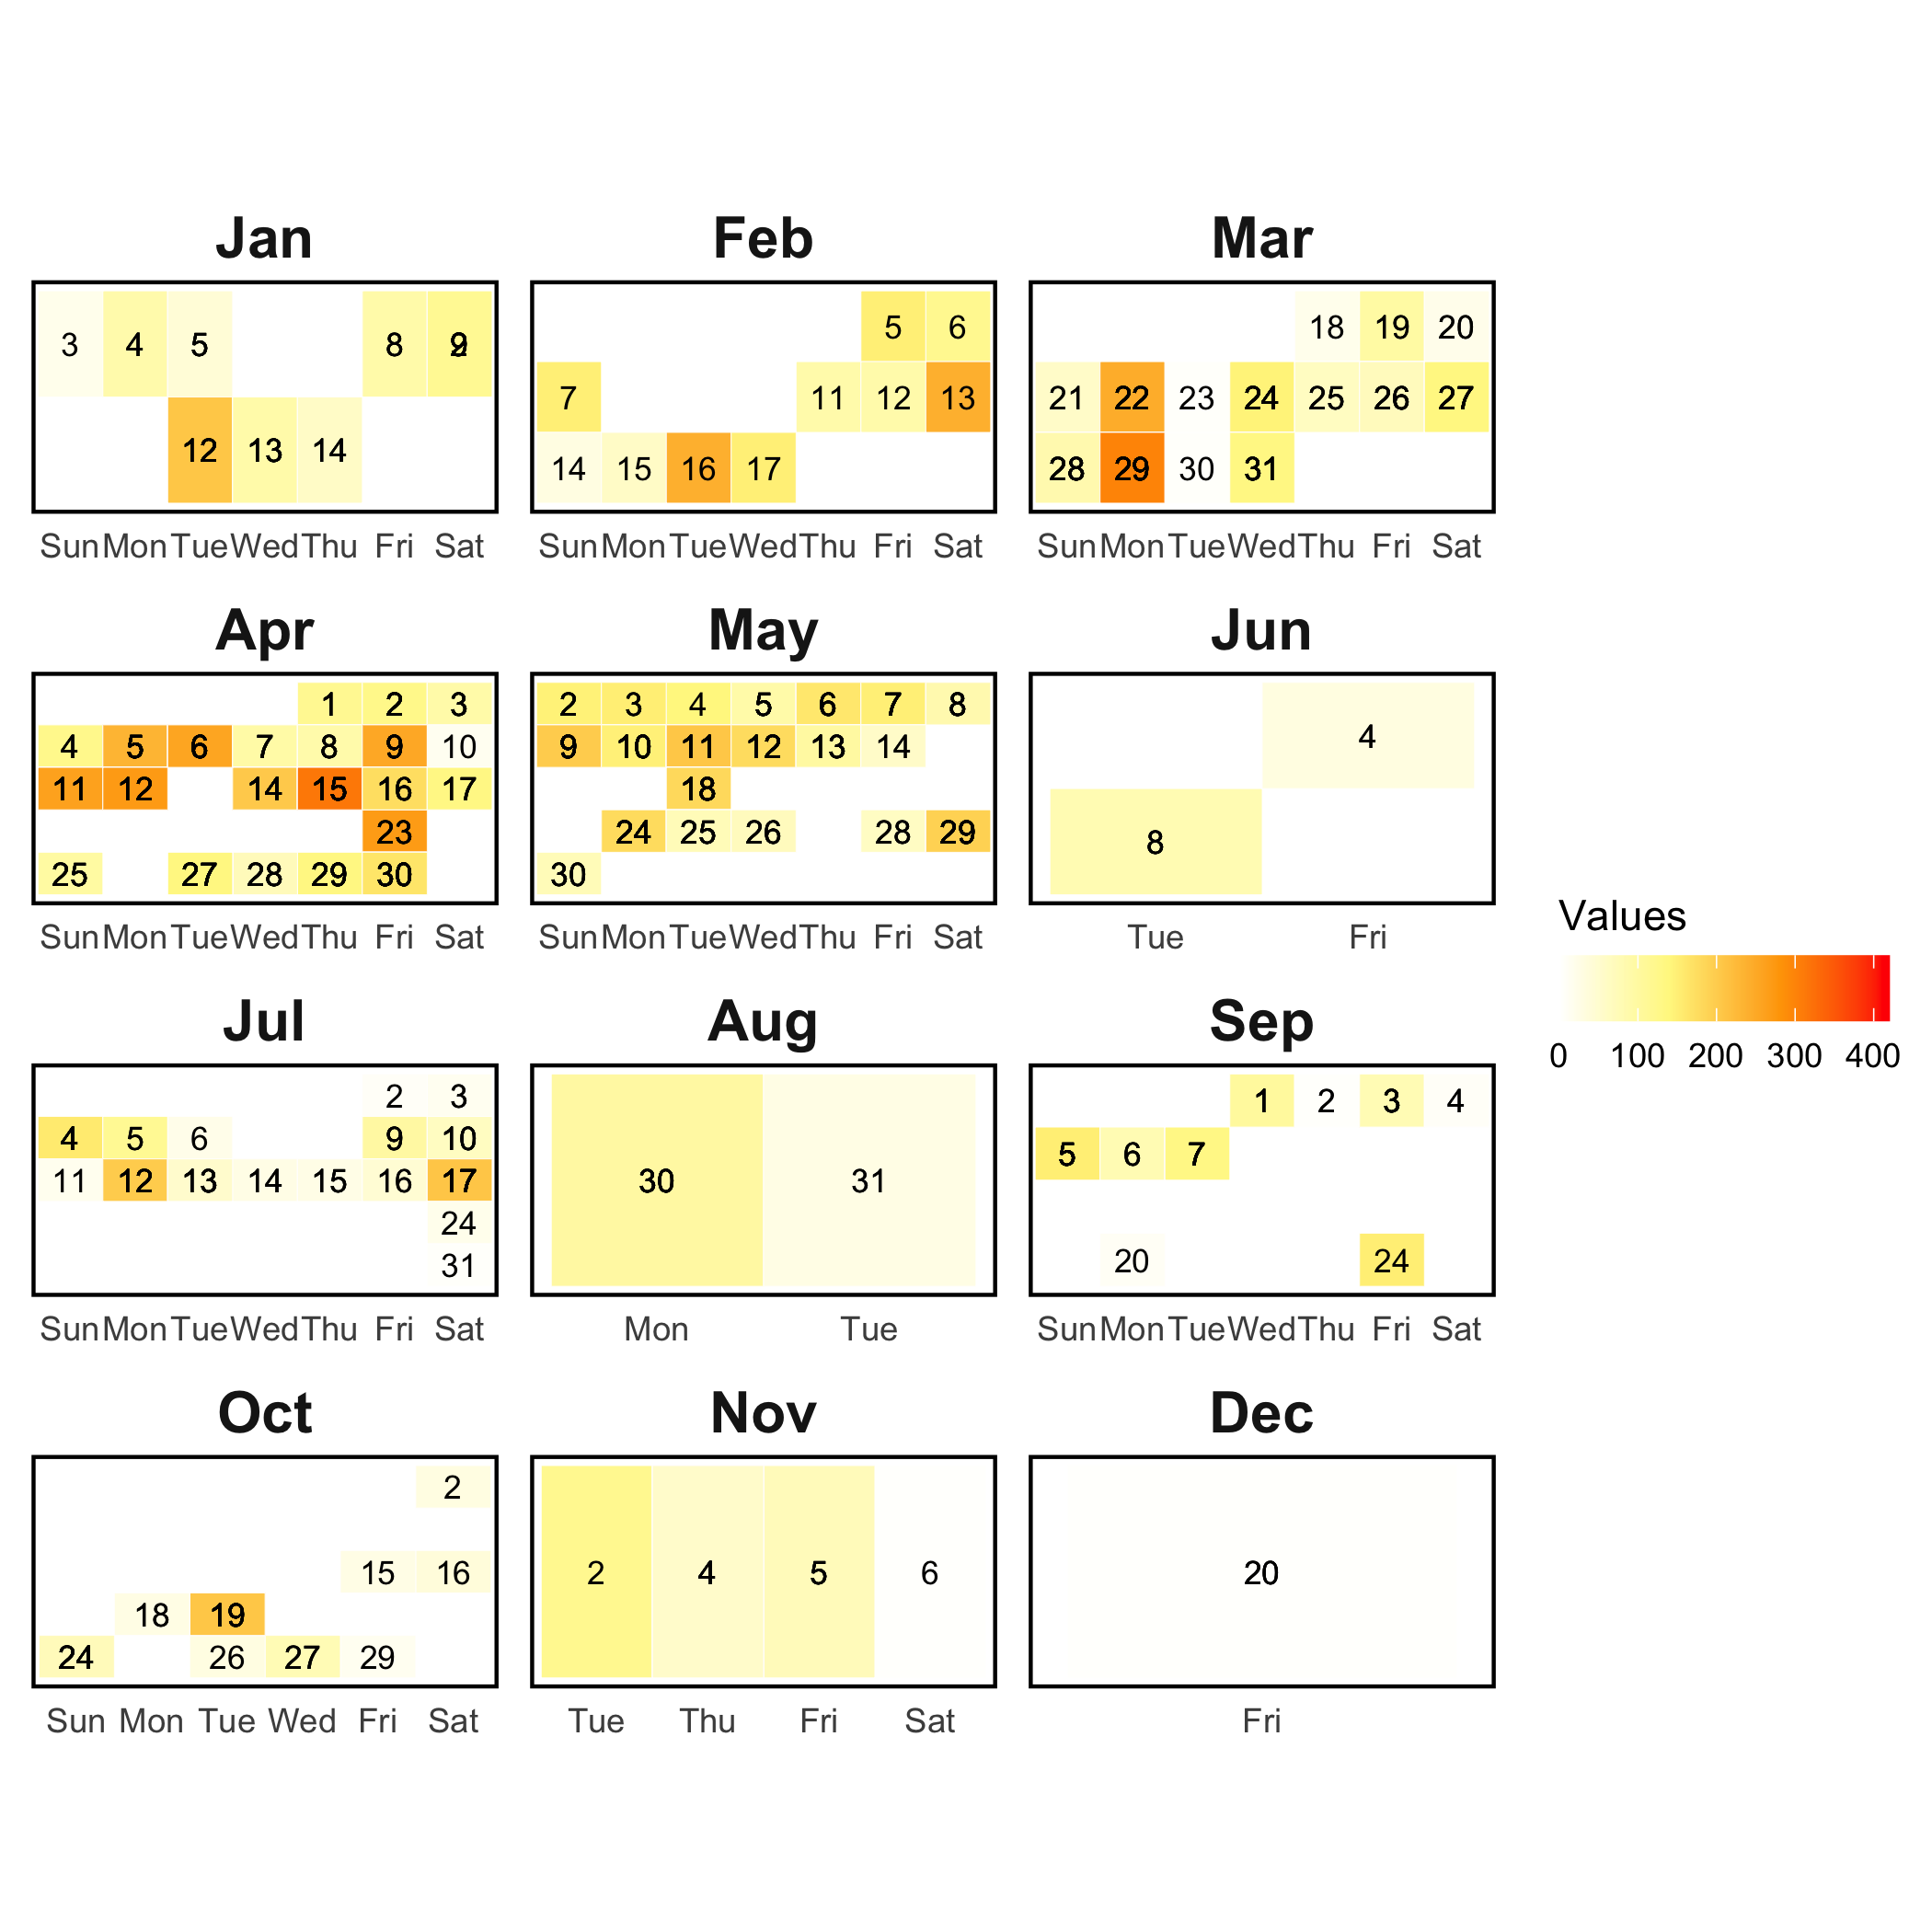 Jan Feb Mar
3 4 5 8 9
12 13 14
Sun Mon Tue Wed Thu Fri Sat
5 6
7 11 12 13
14 15 16 17
Sun Mon Tue Wed Thu Fri Sat
18 19 20
21 22 23 24 25 26 27
28 29 30 31
Sun Mon Tue Wed Thu Fri Sat
Apr May Jun
1 2 3
4 5 6 7 8 9 10
11 12 14 15 16 17
23
25 27 28 29 30
Sun Mon Tue Wed Thu Fri Sat
2 3 4 5 6 7 8
9 10 11 12 13 14
18
24 25 26 28 29
30
Sun Mon Tue Wed Thu Fri Sat
4
8
Tue Fri
Jul Aug Sep
2 3
4 5 6 9 10
11 12 13 14 15 16 17
24
31
Sun Mon Tue Wed Thu Fri Sat
30 31
Mon Tue
1 2 3 4
5 6 7
20 24
Sun Mon Tue Wed Thu Fri Sat
Oct Nov Dec
2
15 16
18 19
24 26 27 29
Sun Mon Tue Wed Fri Sat
2 4 5 6
Tue Thu Fri Sat
20
Fri
Values
0 100 200 300 400